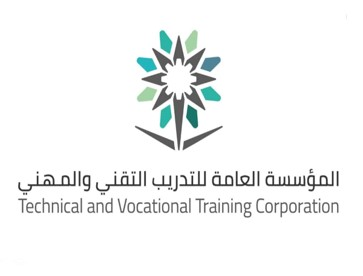 المؤسسة العامة للتدريب التقني والمهني
Technical and Vocational Training Corporation